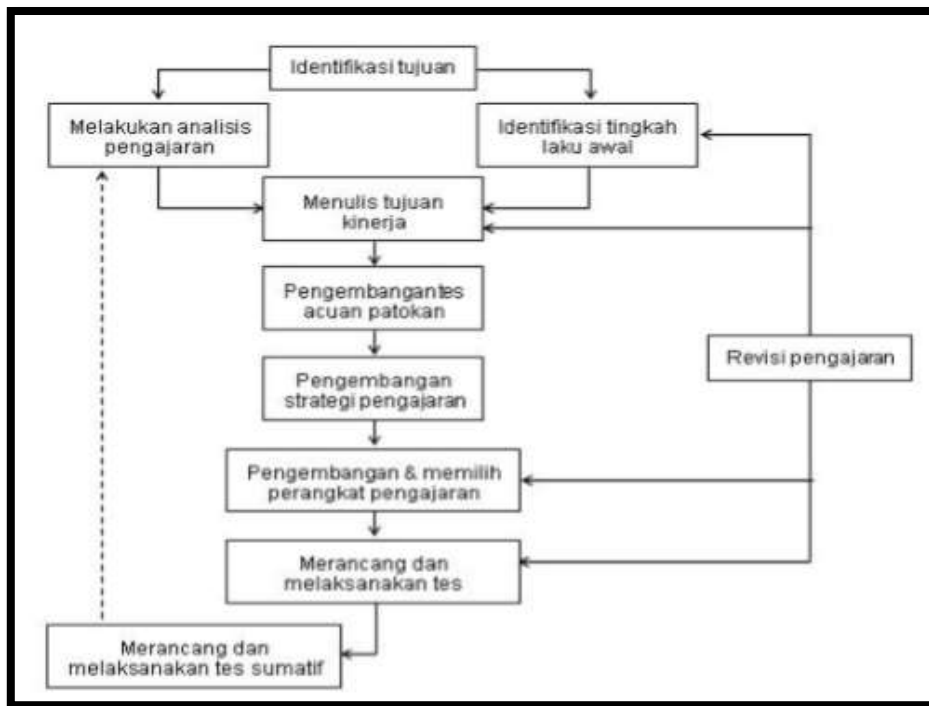 Identifikasi tujuan
Melakukan analisis
pengajaran
Identifikasi tingkah
laku awal
Menulis tujuan
kinerja
Pengembangantes
acuan patokan
Pengembangan
strategi pengajaran
Revisi pengajaran
Pengembangan & memilih
perangkat pengajaran
Merancang dan
melaksanakan tes
Merancang dan
melaksanakan tes sumatif